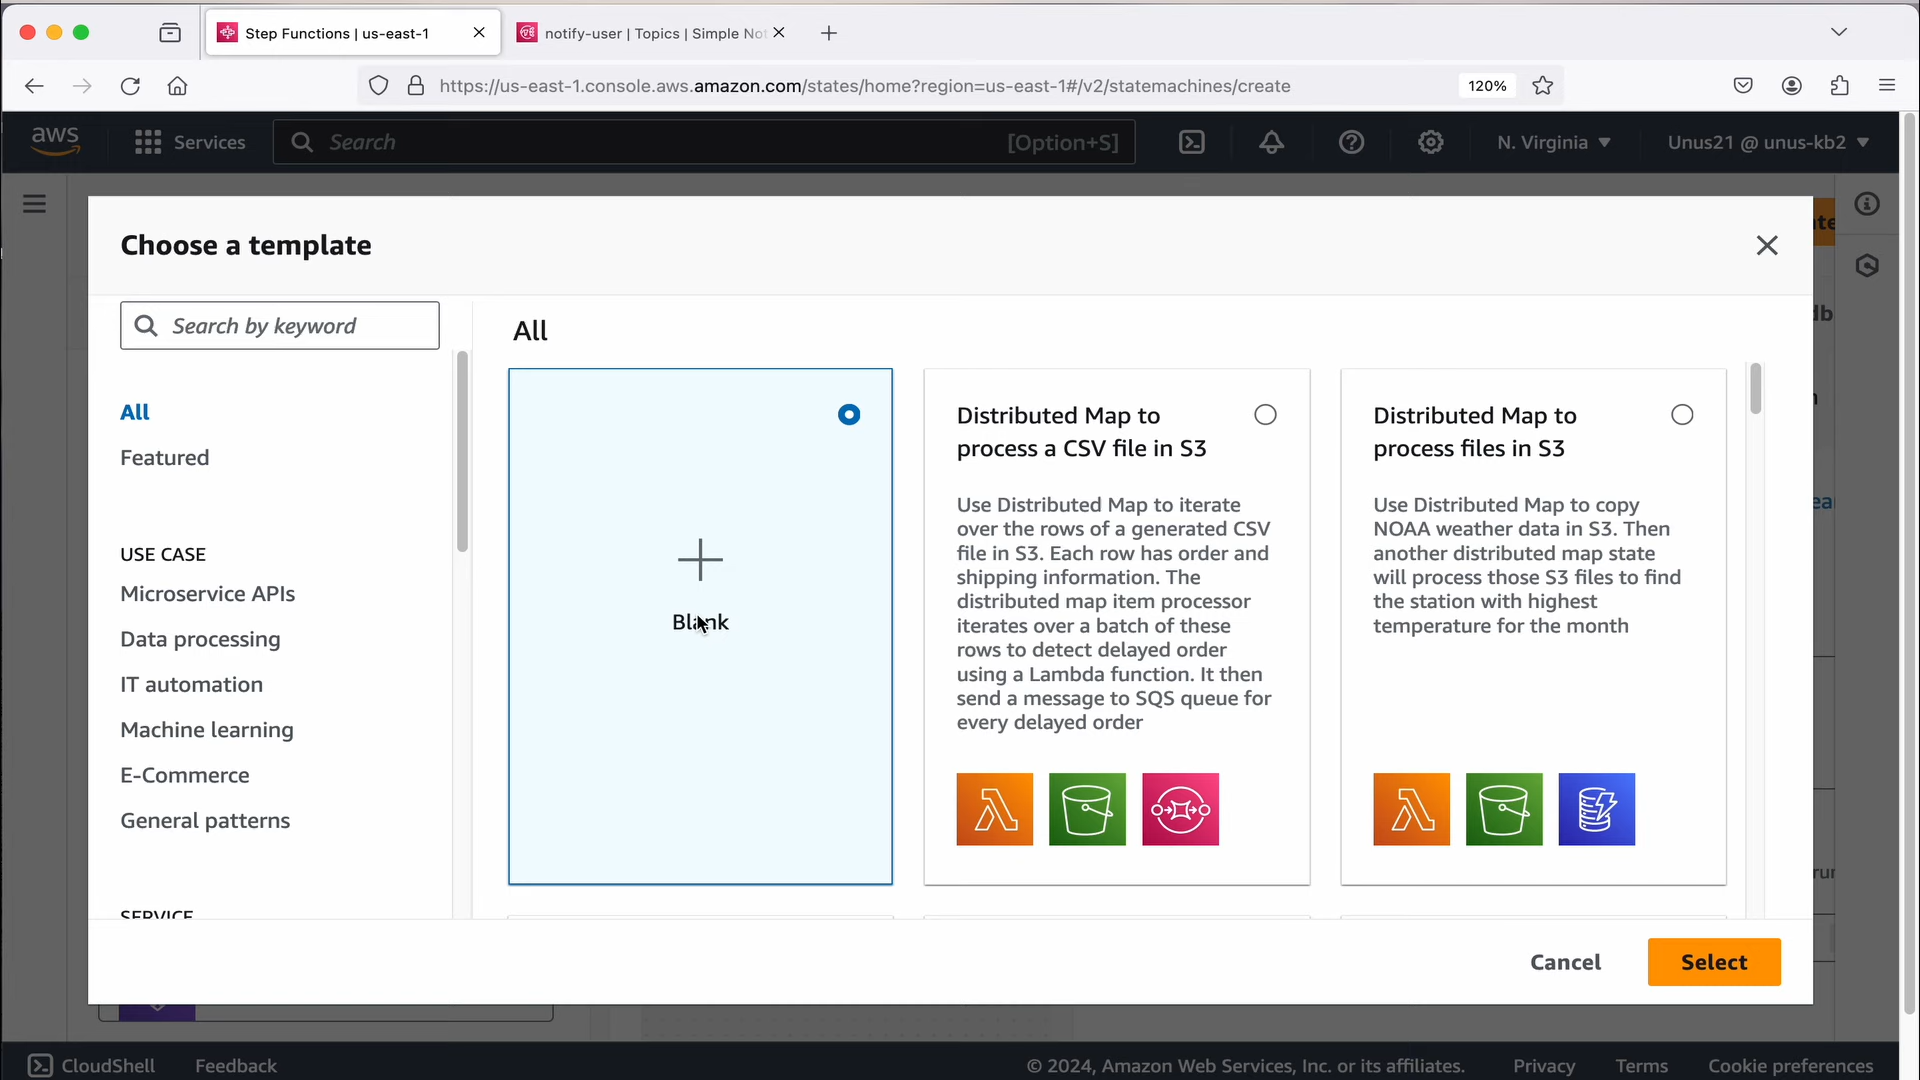 Step Functions | us-east-1
notify-user | Topics | Simple Not
https://us-east-1.console.aws.amazon.com/states/home?region=us-east-1#/v2/statemachines/create
120%
aws
Services
Search
[Option+S]
N. Virginia
Unus21 @ unus-kb2
Choose a template
Search by keyword
All
Featured
USE CASE
Microservice APIs
Data processing
IT automation
Machine learning
E-Commerce
General patterns
SERVICE
All
Blank
Distributed Map to
process a CSV file in S3
Use Distributed Map to iterate
over the rows of a generated CSV
file in S3. Each row has order and
shipping information. The
distributed map item processor
iterates over a batch of these
rows to detect delayed order
using a Lambda function. It then
send a message to SQS queue for
every delayed order
Distributed Map to
process files in S3
Use Distributed Map to copy
NOAA weather data in S3. Then
another distributed map state
will process those S3 files to find
the station with highest
temperature for the month
Cancel
Select
CloudShell
Feedback
© 2024, Amazon Web Services, Inc. or its affiliates.
Privacy
Terms
Cookie preferences